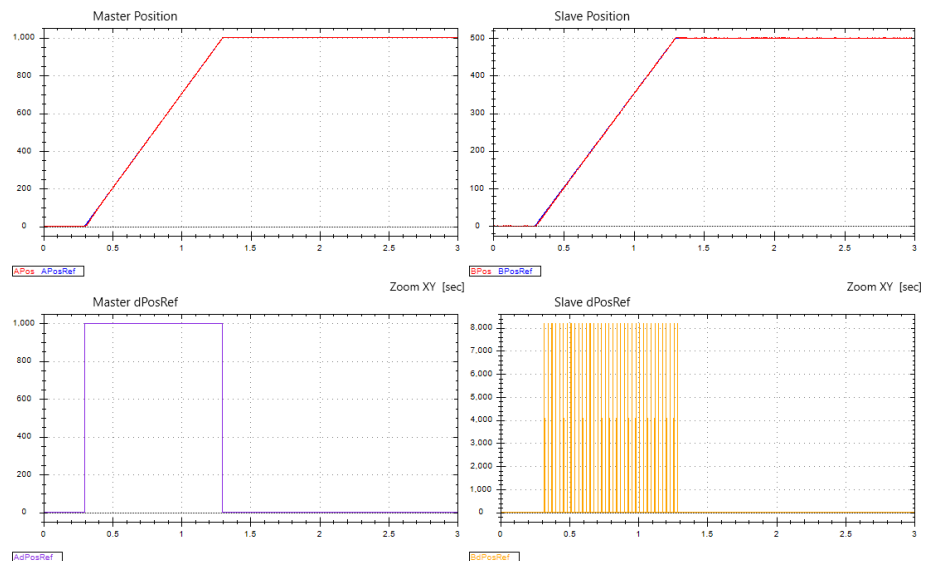 Master Position
1,000
800
600
400
200
0
0 0.5 1 1.5 2 2.5 3
APos APosRef
Slave Position
500
400
300
200
100
0
0 0.5 1 1.5 2 2.5 3
BPos BPosRef
Zoom XY [sec]
Zoom XY [sec]
Master dPosRef
1,000
800
600
400
200
0
0 0.5 1 1.5 2 2.5 3
AdPosRef
Slave dPosRef
8,000
7,000
6,000
5,000
4,000
3,000
2,000
1,000
0
0 0.5 1 1.5 2 2.5 3
BdPosRef